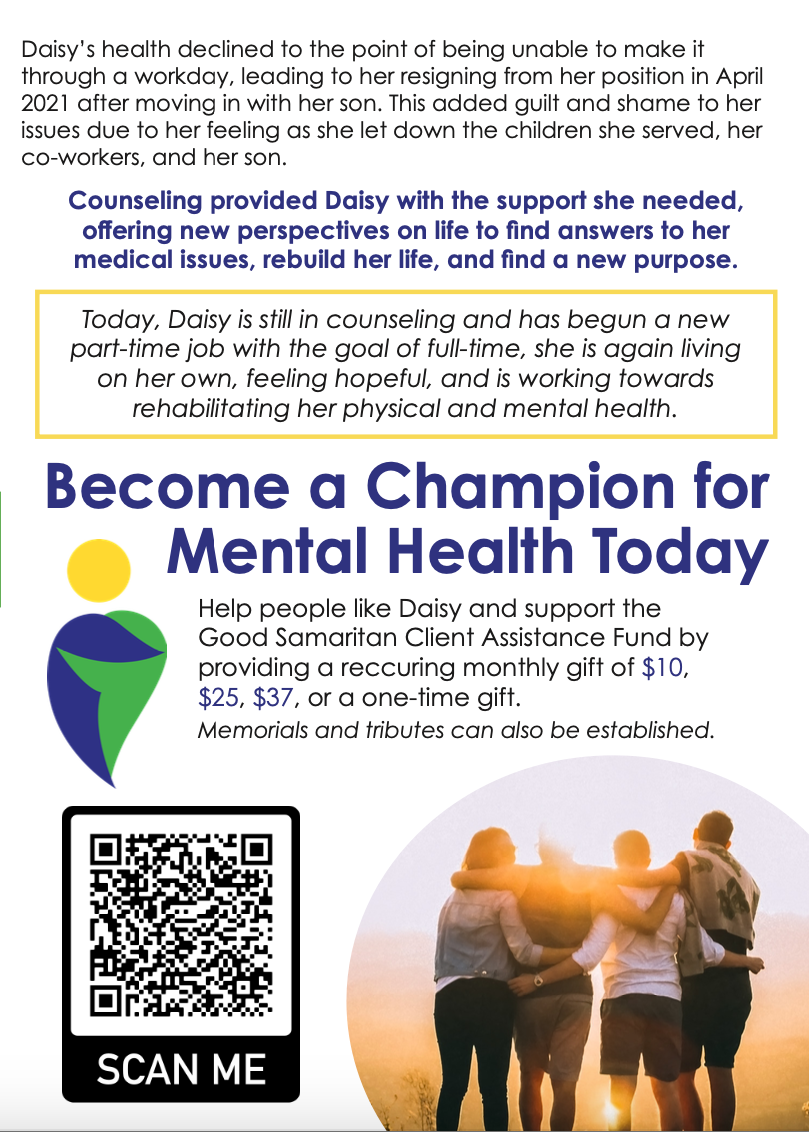 Daisy’s health declined to the point of being unable to make it
through a workday, leading to her resigning from her position in April
2021 after moving in with her son. This added guilt and shame to her
issues due to her feeling as she let down the children she served, her
co-workers, and her son.
Counseling provided Daisy with the support she needed,
offering new perspectives on life to find answers to her
medical issues, rebuild her life, and find a new purpose.
Today, Daisy is still in counseling and has begun a new
part-time job with the goal of full-time, she is again living
on her own, feeling hopeful, and is working towards
rehabilitating her physical and mental health.
Become a Champion for
Mental Health Today
Help people like Daisy and support the
Good Samaritan Client Assistance Fund by
providing a reccuring monthly gift of $10,
$25, $37, or a one-time gift.
Memorials and tributes can also be established.
SCAN ME